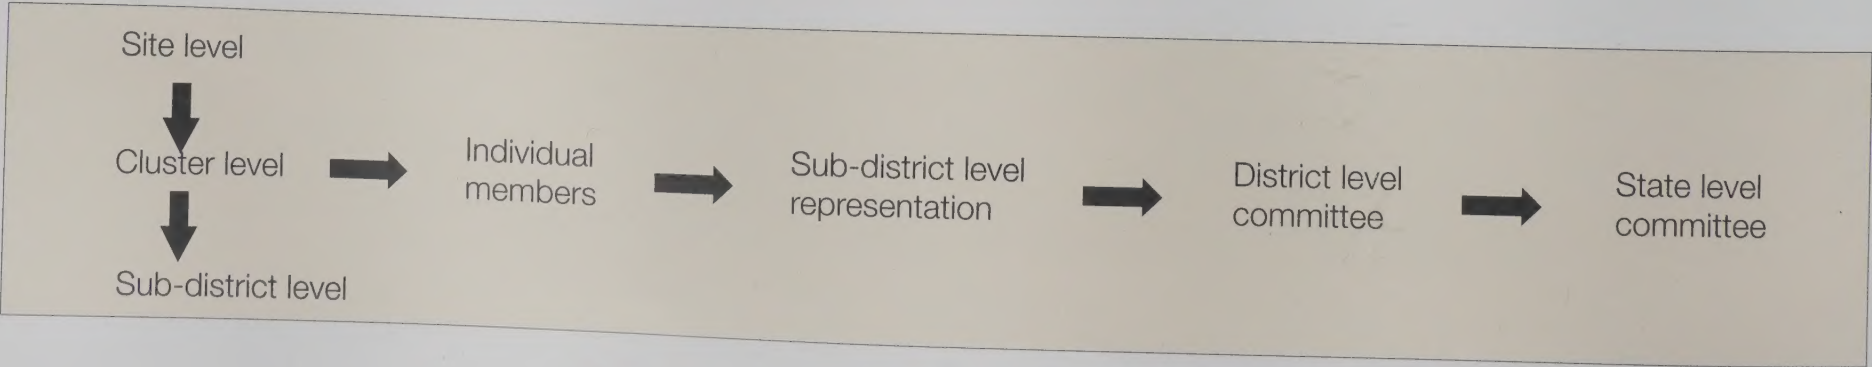 Site level
Cluster level
Sub-district level
Individual
members
Sub-district level
representation
District level
committee
State level
committee